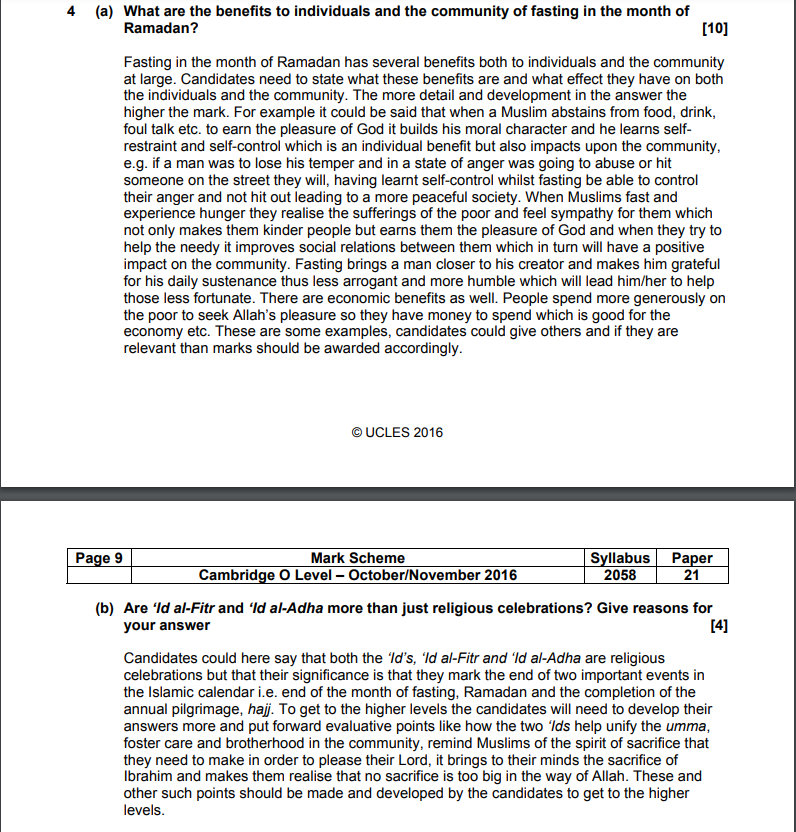 4 (a) What are the benefits to individuals and the community of fasting in the month of
Ramadan? [10]
Fasting in the month of Ramadan has several benefits both to individuals and the community
at large. Candidates need to state what these benefits are and what effect they have on both
the individuals and the community. The more detail and development in the answer the
higher the mark. For example it could be said that when a Muslim abstains from food, drink,
foul talk etc. to earn the pleasure of God it builds his moral character and he learns self-
restraint and self-control which is an individual benefit but also impacts upon the community,
e.g. if a man was to lose his temper and in a state of anger was going to abuse or hit
someone on the street they will, having learnt self-control whilst fasting be able to control
their anger and not hit out leading to a more peaceful society. When Muslims fast and
experience hunger they realise the sufferings of the poor and feel sympathy for them which
not only makes them kinder people but earns them the pleasure of God and when they try to
help the needy it improves social relations between them which in turn will have a positive
impact on the community. Fasting brings a man closer to his creator and makes him grateful
for his daily sustenance thus less arrogant and more humble which will lead him/her to help
those less fortunate. There are economic benefits as well. People spend more generously on
the poor to seek Allah's pleasure so they have money to spend which is good for the
economy etc. These are some examples, candidates could give others and if they are
relevant than marks should be awarded accordingly.
© UCLES 2016
Page 9 Mark Scheme Syllabus Paper
Cambridge O Level – October/November 2016 2058 21
(b) Are 'Id al-Fitr and 'Id al-Adha more than just religious celebrations? Give reasons for
your answer [4]
Candidates could here say that both the 'Id's, 'Id al-Fitr and 'Id al-Adha are religious
celebrations but that their significance is that they mark the end of two important events in
the Islamic calendar i.e. end of the month of fasting, Ramadan and the completion of the
annual pilgrimage, hajj. To get to the higher levels the candidates will need to develop their
answers more and put forward evaluative points like how the two 'Ids help unify the umma,
foster care and brotherhood in the community, remind Muslims of the spirit of sacrifice that
they need to make in order to please their Lord, it brings to their minds the sacrifice of
Ibrahim and makes them realise that no sacrifice is too big in the way of Allah. These and
other such points should be made and developed by the candidates to get to the higher
levels.